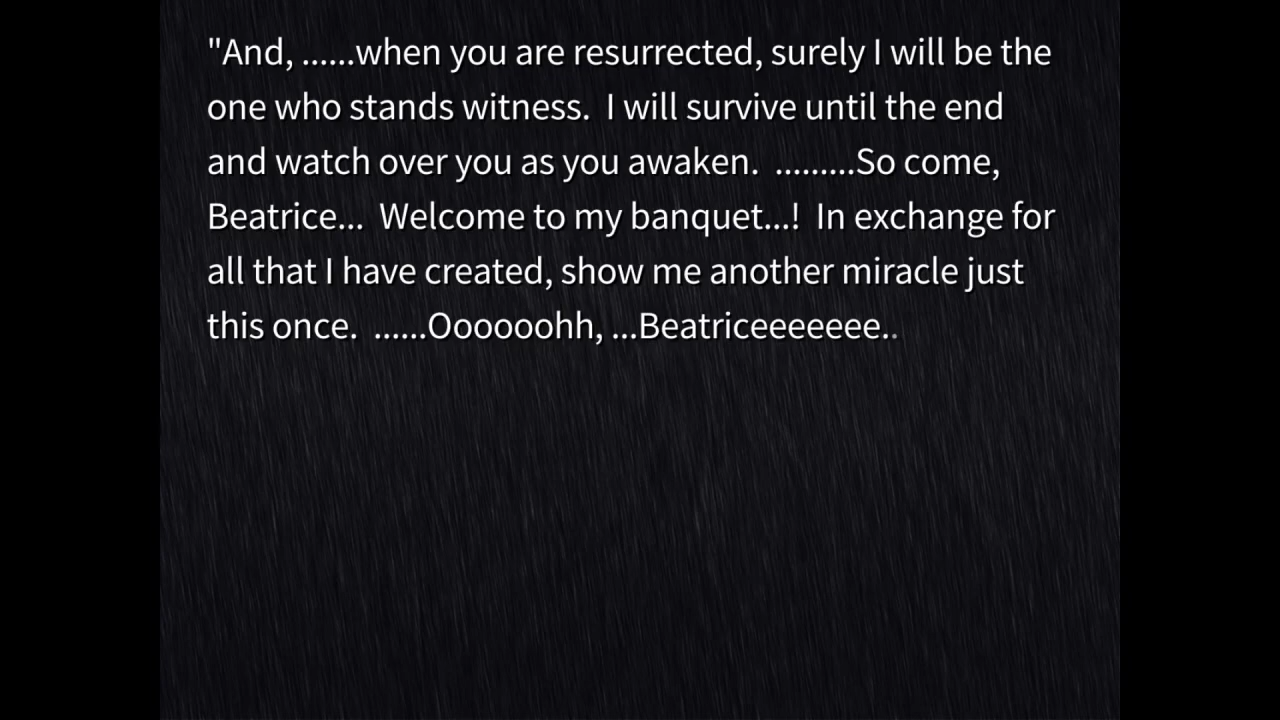 "And, ......when you are resurrected, surely I will be the
one who stands witness.  I will survive until the end
and watch over you as you awaken.  .........So come,
Beatrice...  Welcome to my banquet...!  In exchange for
all that I have created, show me another miracle just
this once.  ......Oooooohh, ...Beatriceeeeeee..